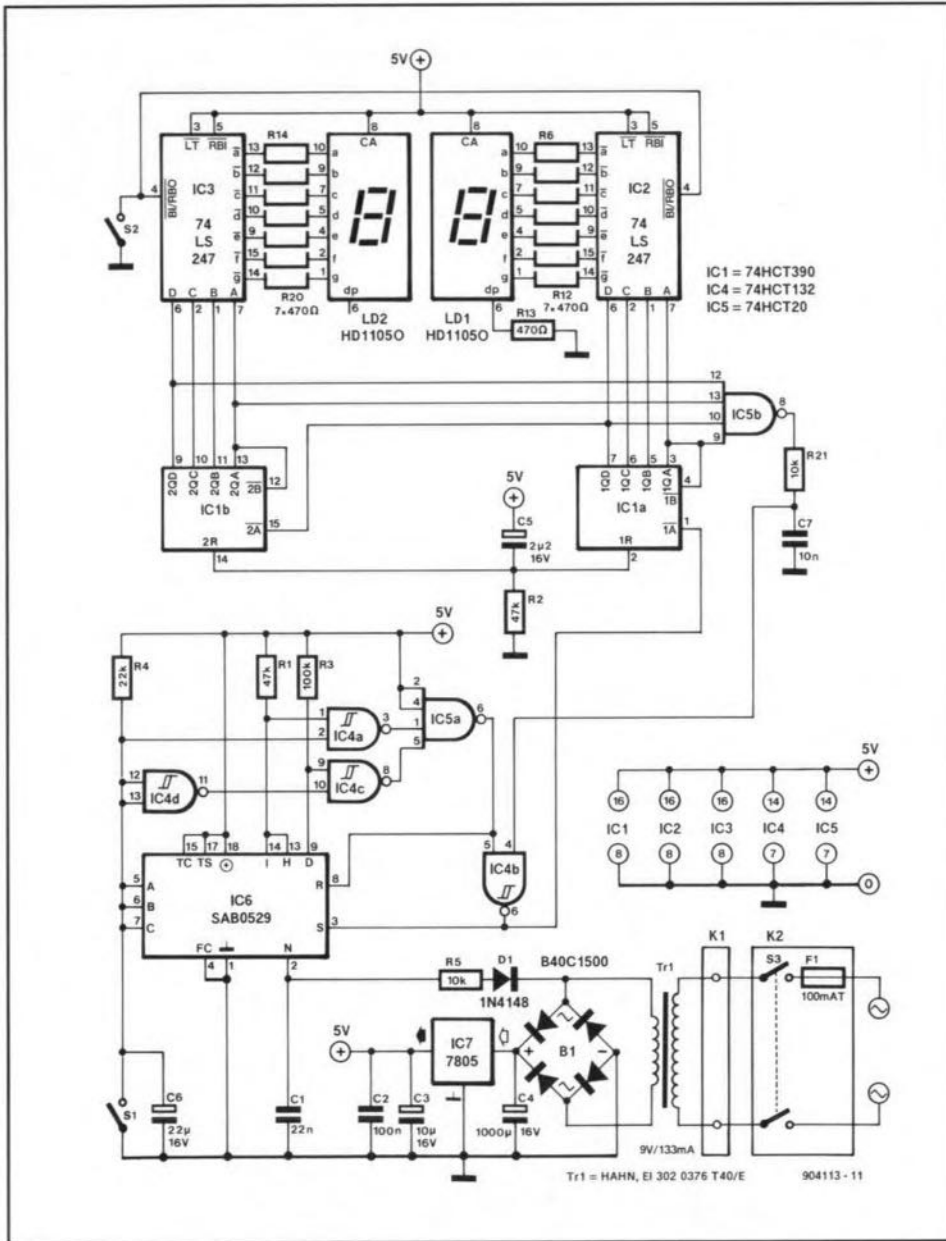 5V
3 5
LT RBI
8
CA
8
CA
3 5
LT RBI
R14
R6
13 10
10 13
a a
a a
12 9
9 12
b b
b b
4
BI/RBO
IC3
11 7
c c
7 11
c c
IC2
BI/RBO
4
74
LS
247
10 5
d d
5 10
d d
74
LS
247
S2
9 4
e e
4 9
e e
15 2
f f
2 15
f f
14 1
g g
1 14
g g
D C B A
R20
dp
dp
R12
D C B A
6 2 1 7
7×470Ω
6
6
7×470Ω
6 2 1 7
LD2
HD1105O
LD1
HD1105O
R13
470Ω
IC1 = 74HCT390
IC4 = 74HCT132
IC5 = 74HCT20
12
13
10
9
IC5b
8
9 10 11 13
2QD 2QC 2QB 2QA
12
2B
IC1b
15
2A
2R
14
7 6 5 3
1QD 1QC 1QB 1QA
4
1B
IC1a
1
1A
1R
2
R21
10k
C7
10n
5V
C5
2µ2
16V
R2
47k
5V
R4
22k
R1
47k
R3
100k
2
4
1
5
IC5a
6
1
2
IC4a
3
9
10
IC4c
8
12
13
IC4d
11
15 17 18 14 13 9
TC TS I H D
5 A
6 B
7 C
IC6
SAB0529
R 8
S 3
FC N
4 1 2
5 4
IC4b
6
5V
16 16 16 14 14
IC1 IC2 IC3 IC4 IC5
8 8 8 7 7
0
R5
10k
D1
1N4148
B40C1500
Tr1
K1
K2
S3
F1
100mAT
5V
IC7
7805
B1
S1
C6
22µ
16V
C1
22n
C2
100n
C3
10µ
16V
C4
1000µ
16V
9V/133mA
Tr1 = HAHN, EI 302 0376 T40/E
904113 - 11